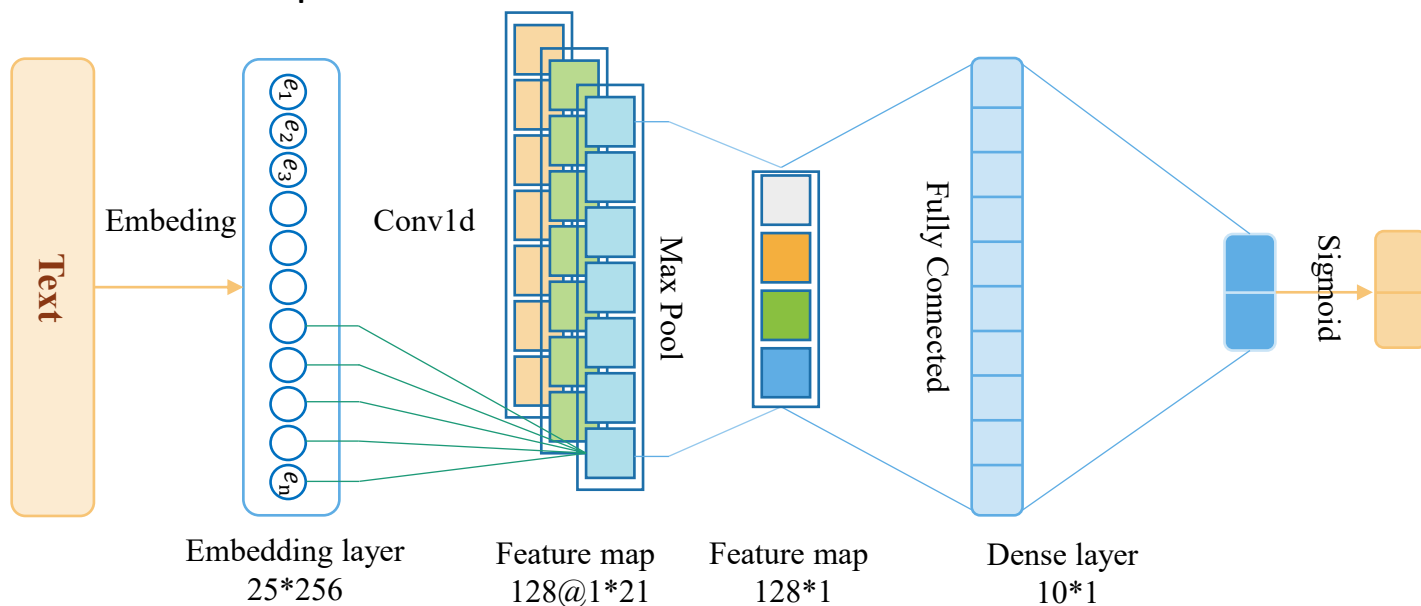 Text
Embeding
e1
e2
e3
en
Conv1d
Max Pool
Fully Connected
Sigmoid
Embedding layer
25*256
Feature map
128@1*21
Feature map
128*1
Dense layer
10*1